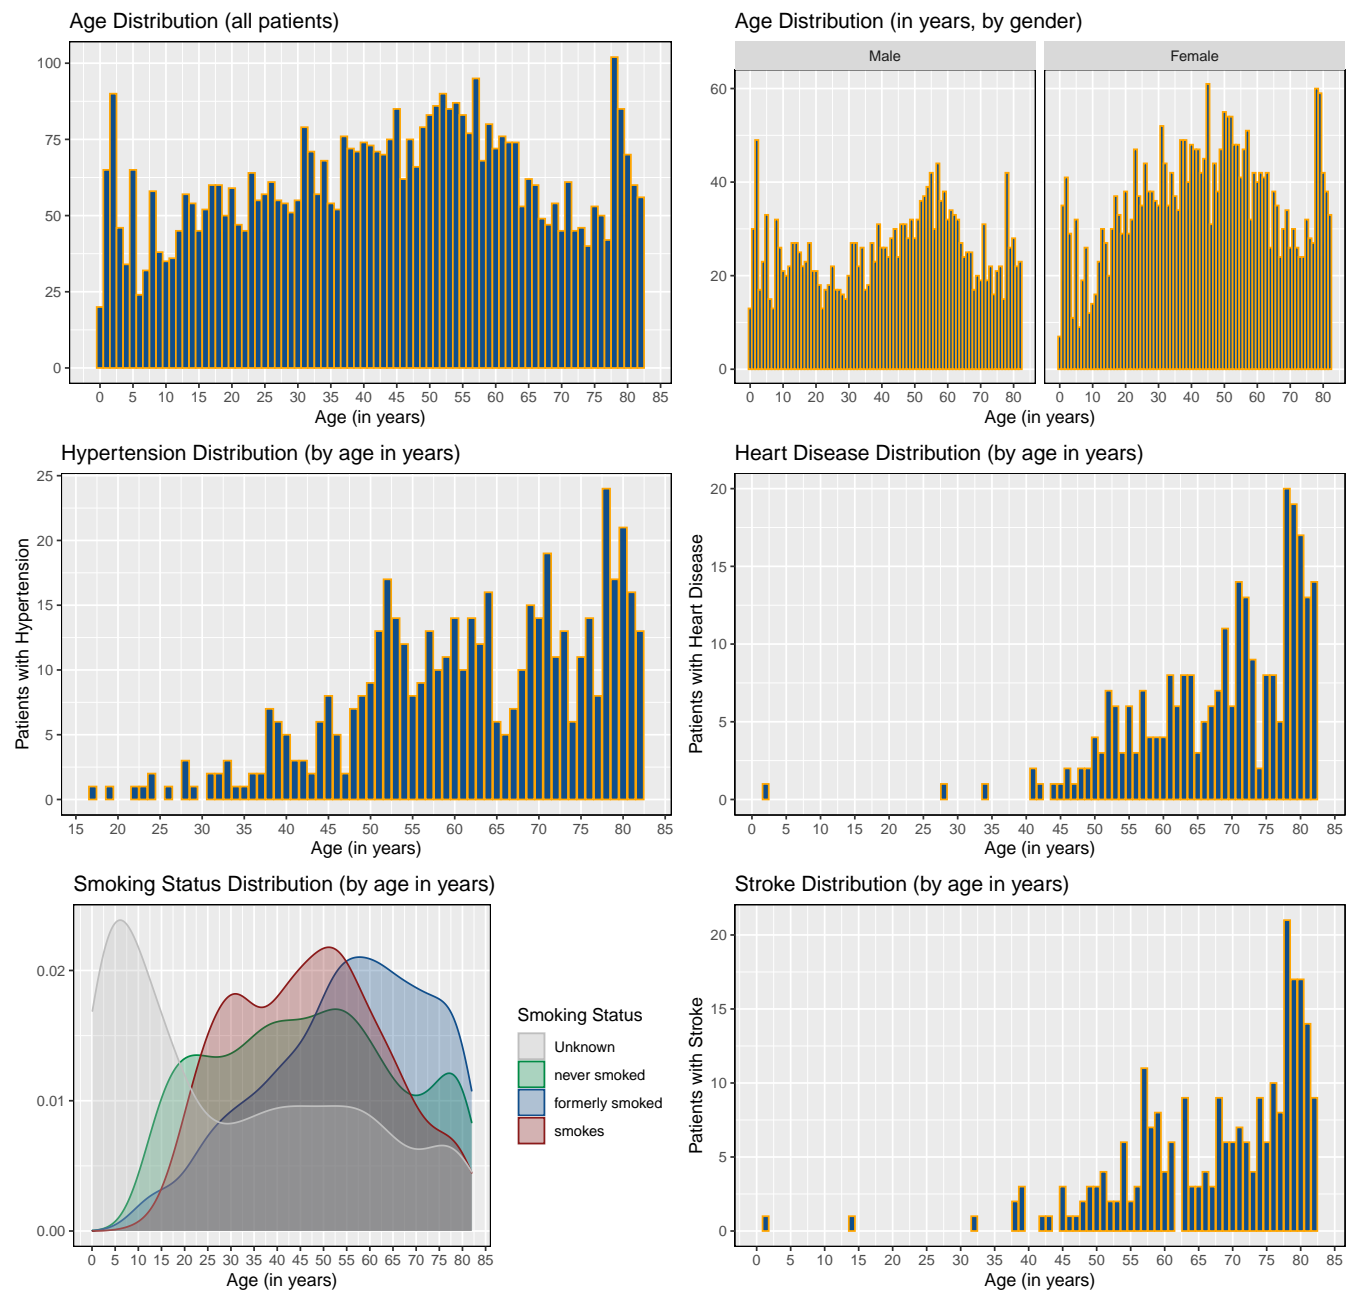 Age Distribution (all patients)
100
75
50
25
0
0 5 10 15 20 25 30 35 40 45 50 55 60 65 70 75 80 85
Age (in years)
Age Distribution (in years, by gender)
Male Female
60
40
20
0
0 10 20 30 40 50 60 70 80 0 10 20 30 40 50 60 70 80
Age (in years)
Hypertension Distribution (by age in years)
Patients with Hypertension
25
20
15
10
5
0
15 20 25 30 35 40 45 50 55 60 65 70 75 80 85
Age (in years)
Heart Disease Distribution (by age in years)
Patients with Heart Disease
20
15
10
5
0
0 5 10 15 20 25 30 35 40 45 50 55 60 65 70 75 80 85
Age (in years)
Smoking Status Distribution (by age in years)
0.02
0.01
0.00
0 5 10 15 20 25 30 35 40 45 50 55 60 65 70 75 80 85
Age (in years)
Smoking Status
Unknown
never smoked
formerly smoked
smokes
Stroke Distribution (by age in years)
Patients with Stroke
20
15
10
5
0
0 5 10 15 20 25 30 35 40 45 50 55 60 65 70 75 80 85
Age (in years)